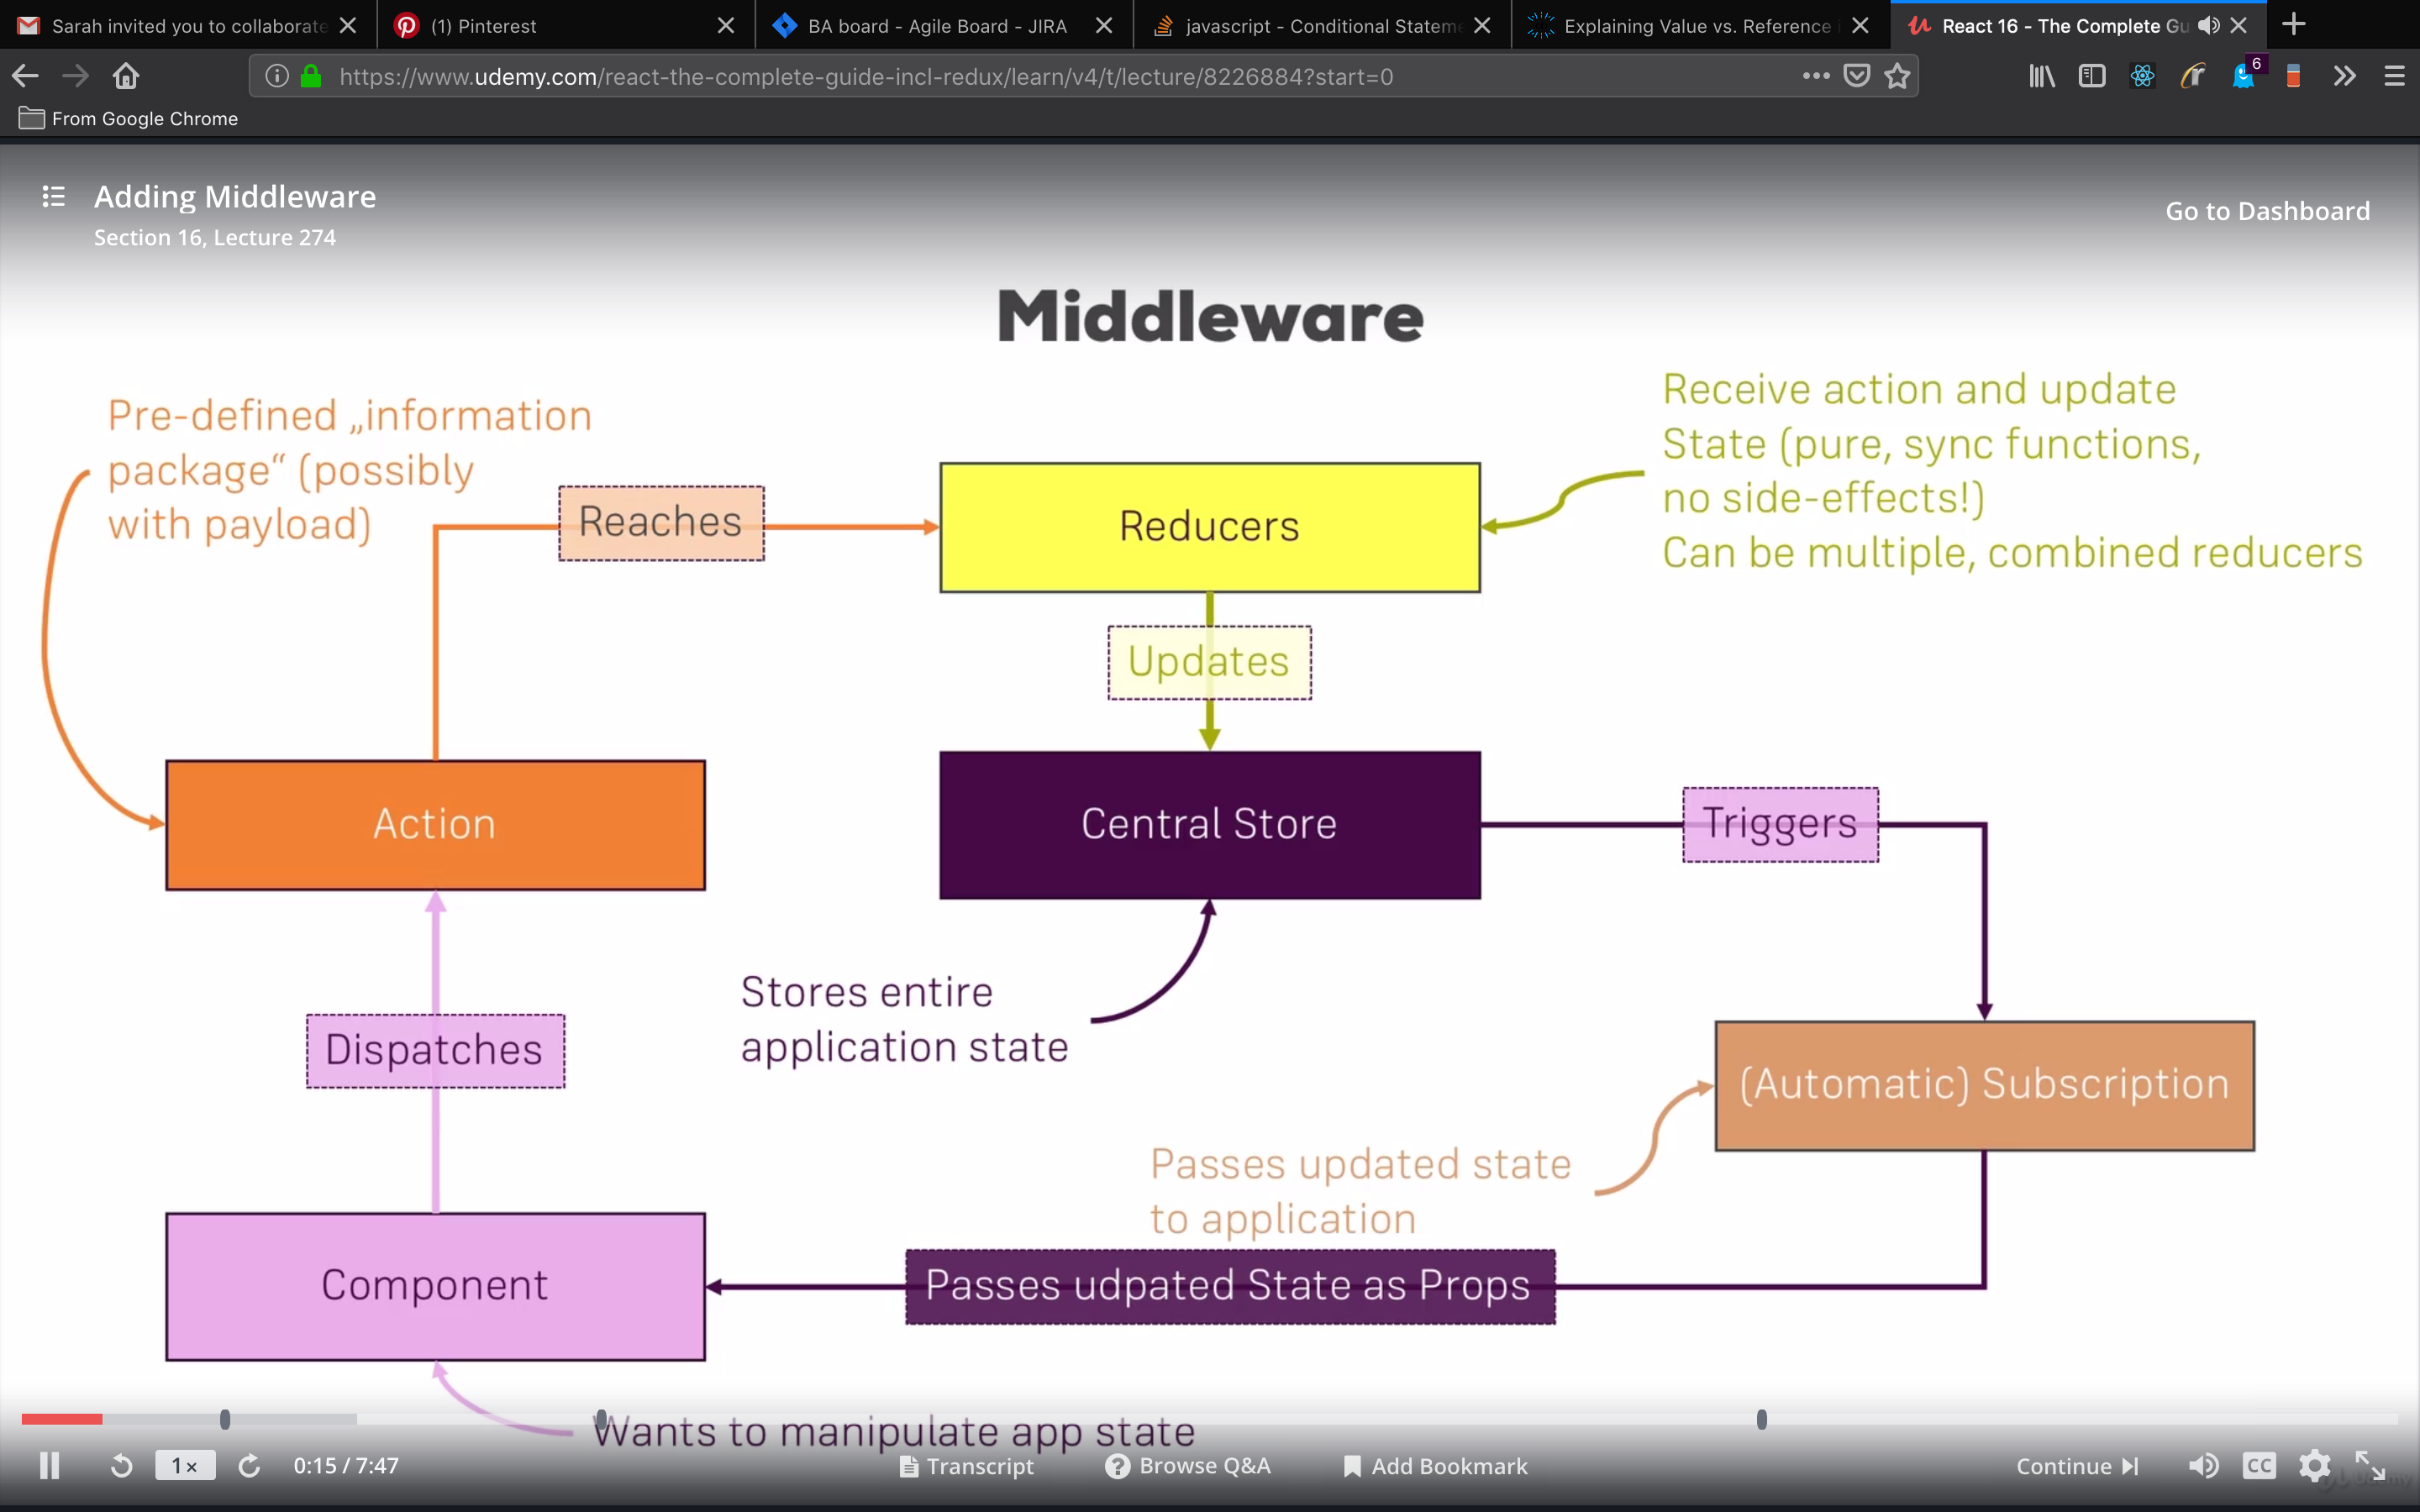 Sarah invited you to collaborate
(1) Pinterest
BA board - Agile Board - JIRA
javascript - Conditional Stateme
Explaining Value vs. Reference i
React 16 - The Complete Gu
https://www.udemy.com/react-the-complete-guide-incl-redux/learn/v4/t/lecture/8226884?start=0
6
From Google Chrome
Adding Middleware
Section 16, Lecture 274
Go to Dashboard
Middleware
Pre-defined „information
package“ (possibly
with payload)
Reaches
Reducers
Receive action and update
State (pure, sync functions,
no side-effects!)
Can be multiple, combined reducers
Updates
Action
Central Store
Triggers
Stores entire
application state
Dispatches
(Automatic) Subscription
Passes updated state
to application
Component
Passes udpated State as Props
Wants to manipulate app state
1×
0:15 / 7:47
Transcript
Browse Q&A
Add Bookmark
Continue
CC
Udemy